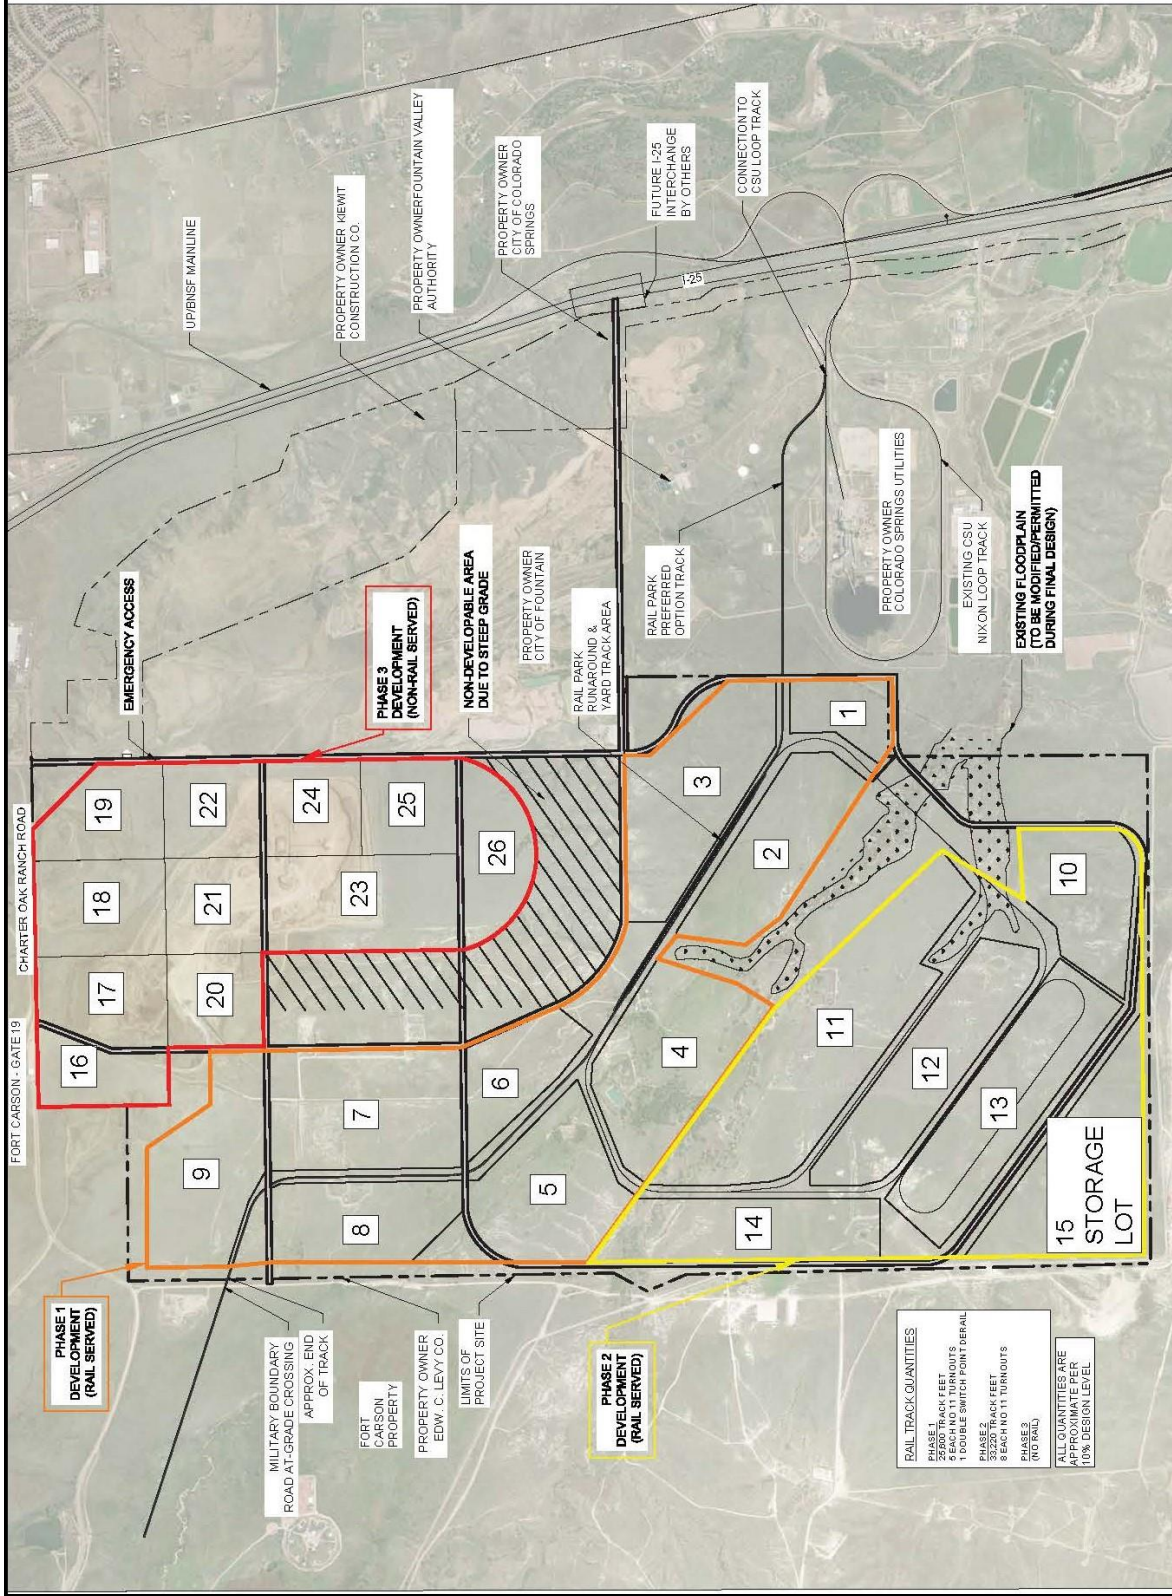 FORT CARSON - GATE 19
CHARTER OAK RANCH ROAD
PHASE 1
DEVELOPMENT
(RAIL SERVED)
MILITARY BOUNDARY
ROAD AT-GRADE CROSSING
APPROX. END
OF TRACK
FORT
CARSON
PROPERTY
PROPERTY OWNER
EDW. C. LEVY CO.
LIMITS OF
PROJECT SITE
PHASE 2
DEVELOPMENT
(RAIL SERVED)
RAIL TRACK QUANTITIES
PHASE 1
25,600 TRACK FEET
5 EACH NO 11 TURNOUTS
1 DOUBLE SWITCH POINT DERAIL
PHASE 2
33,220 TRACK FEET
8 EACH NO 11 TURNOUTS
PHASE 3
(NO RAIL)
ALL QUANTITIES ARE
APPROXIMATE PER
10% DESIGN LEVEL
16
17
18
19
20
21
22
23
24
25
26
9
8
7
6
5
4
3
2
1
14
11
12
13
10
15
STORAGE
LOT
EMERGENCY ACCESS
PHASE 3
DEVELOPMENT
(NON-RAIL SERVED)
NON-DEVELOPABLE AREA
DUE TO STEEP GRADE
PROPERTY OWNER
CITY OF FOUNTAIN
RAIL PARK
RUNAROUND &
YARD TRACK AREA
RAIL PARK
PREFERRED
OPTION TRACK
UP/BNSF MAINLINE
PROPERTY OWNER KIEWIT
CONSTRUCTION CO.
PROPERTY OWNERFOUNTAIN VALLEY
AUTHORITY
PROPERTY OWNER
CITY OF COLORADO
SPRINGS
FUTURE I-25
INTERCHANGE
BY OTHERS
I-25
CONNECTION TO
CSU LOOP TRACK
PROPERTY OWNER
COLORADO SPRINGS UTILITIES
EXISTING CSU
NIXON LOOP TRACK
EXISTING FLOODPLAIN
(TO BE MODIFIED/PERMITTED
DURING FINAL DESIGN)